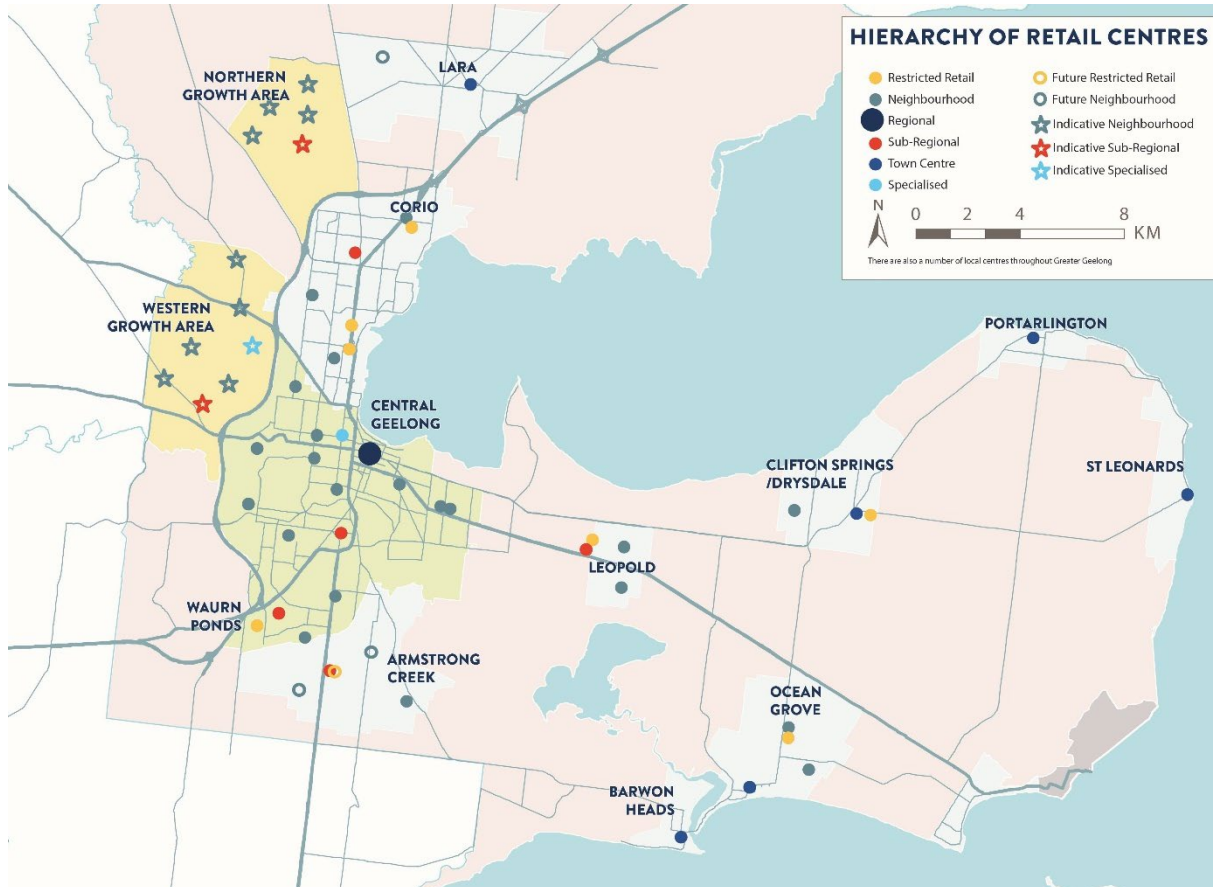 HIERARCHY OF RETAIL CENTRES
Restricted Retail
Neighbourhood
Regional
Sub-Regional
Town Centre
Specialised
Future Restricted Retail
Future Neighbourhood
Indicative Neighbourhood
Indicative Sub-Regional
Indicative Specialised
N
0 2 4 8
KM
There are also a number of local centres throughout Greater Geelong
NORTHERN
GROWTH AREA
LARA
CORIO
WESTERN
GROWTH AREA
PORTARLINGTON
CENTRAL
GEELONG
CLIFTON SPRINGS
/DRYSDALE
ST LEONARDS
LEOPOLD
WAURN
PONDS
ARMSTRONG
CREEK
OCEAN
GROVE
BARWON
HEADS